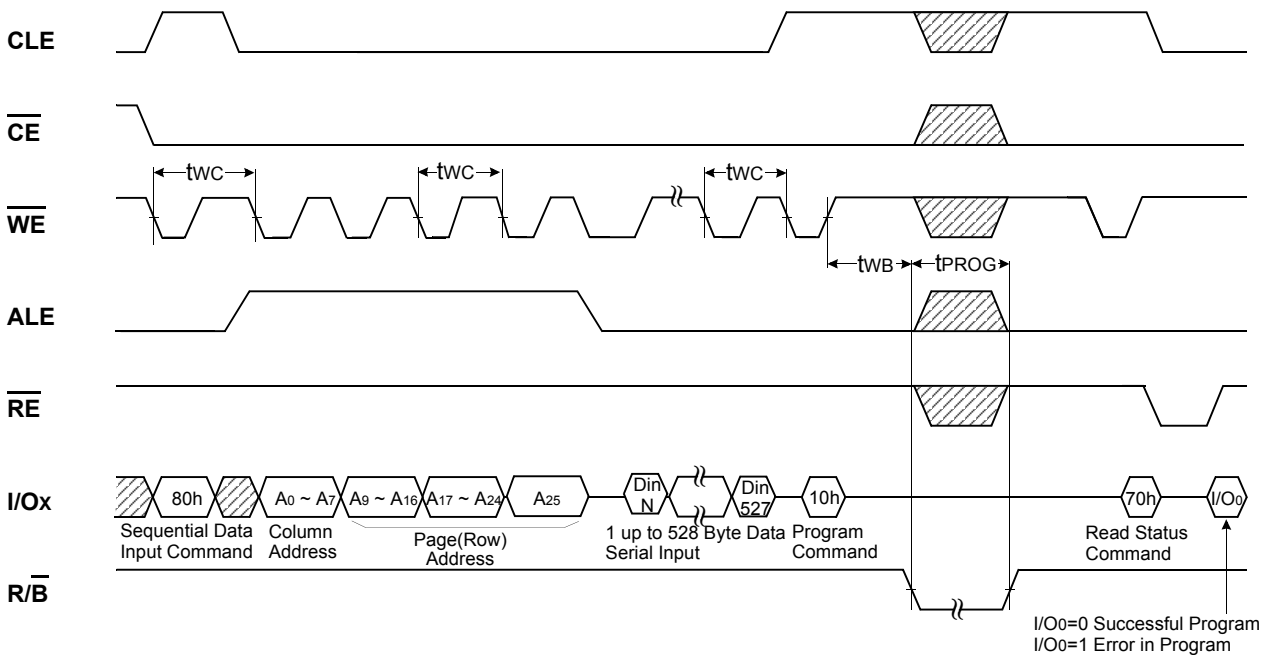 CLE
CE
tWC
tWC
tWC
WE
tWB
tPROG
ALE
RE
I/Ox
80h
A0 ~ A7
A9 ~ A16
A17 ~ A24
A25
Din
N
Din
527
10h
70h
I/O0
Sequential Data
Input Command
Column
Address
Page(Row)
Address
1 up to 528 Byte Data
Serial Input
Program
Command
Read Status
Command
R/B
I/O0=0 Successful Program
I/O0=1 Error in Program